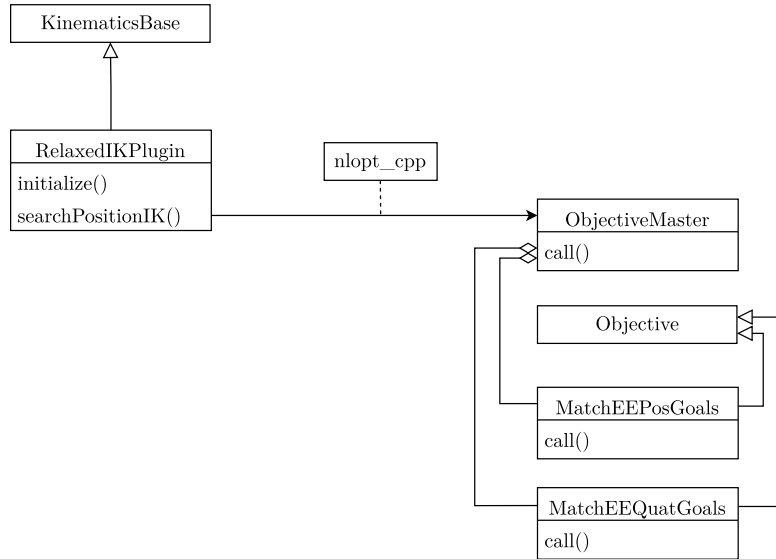 KinematicsBase
RelaxedIKPlugin
initialize()
searchPositionIK()
nlopt_cpp
ObjectiveMaster
call()
Objective
MatchEEPosGoals
call()
MatchEEQuatGoals
call()